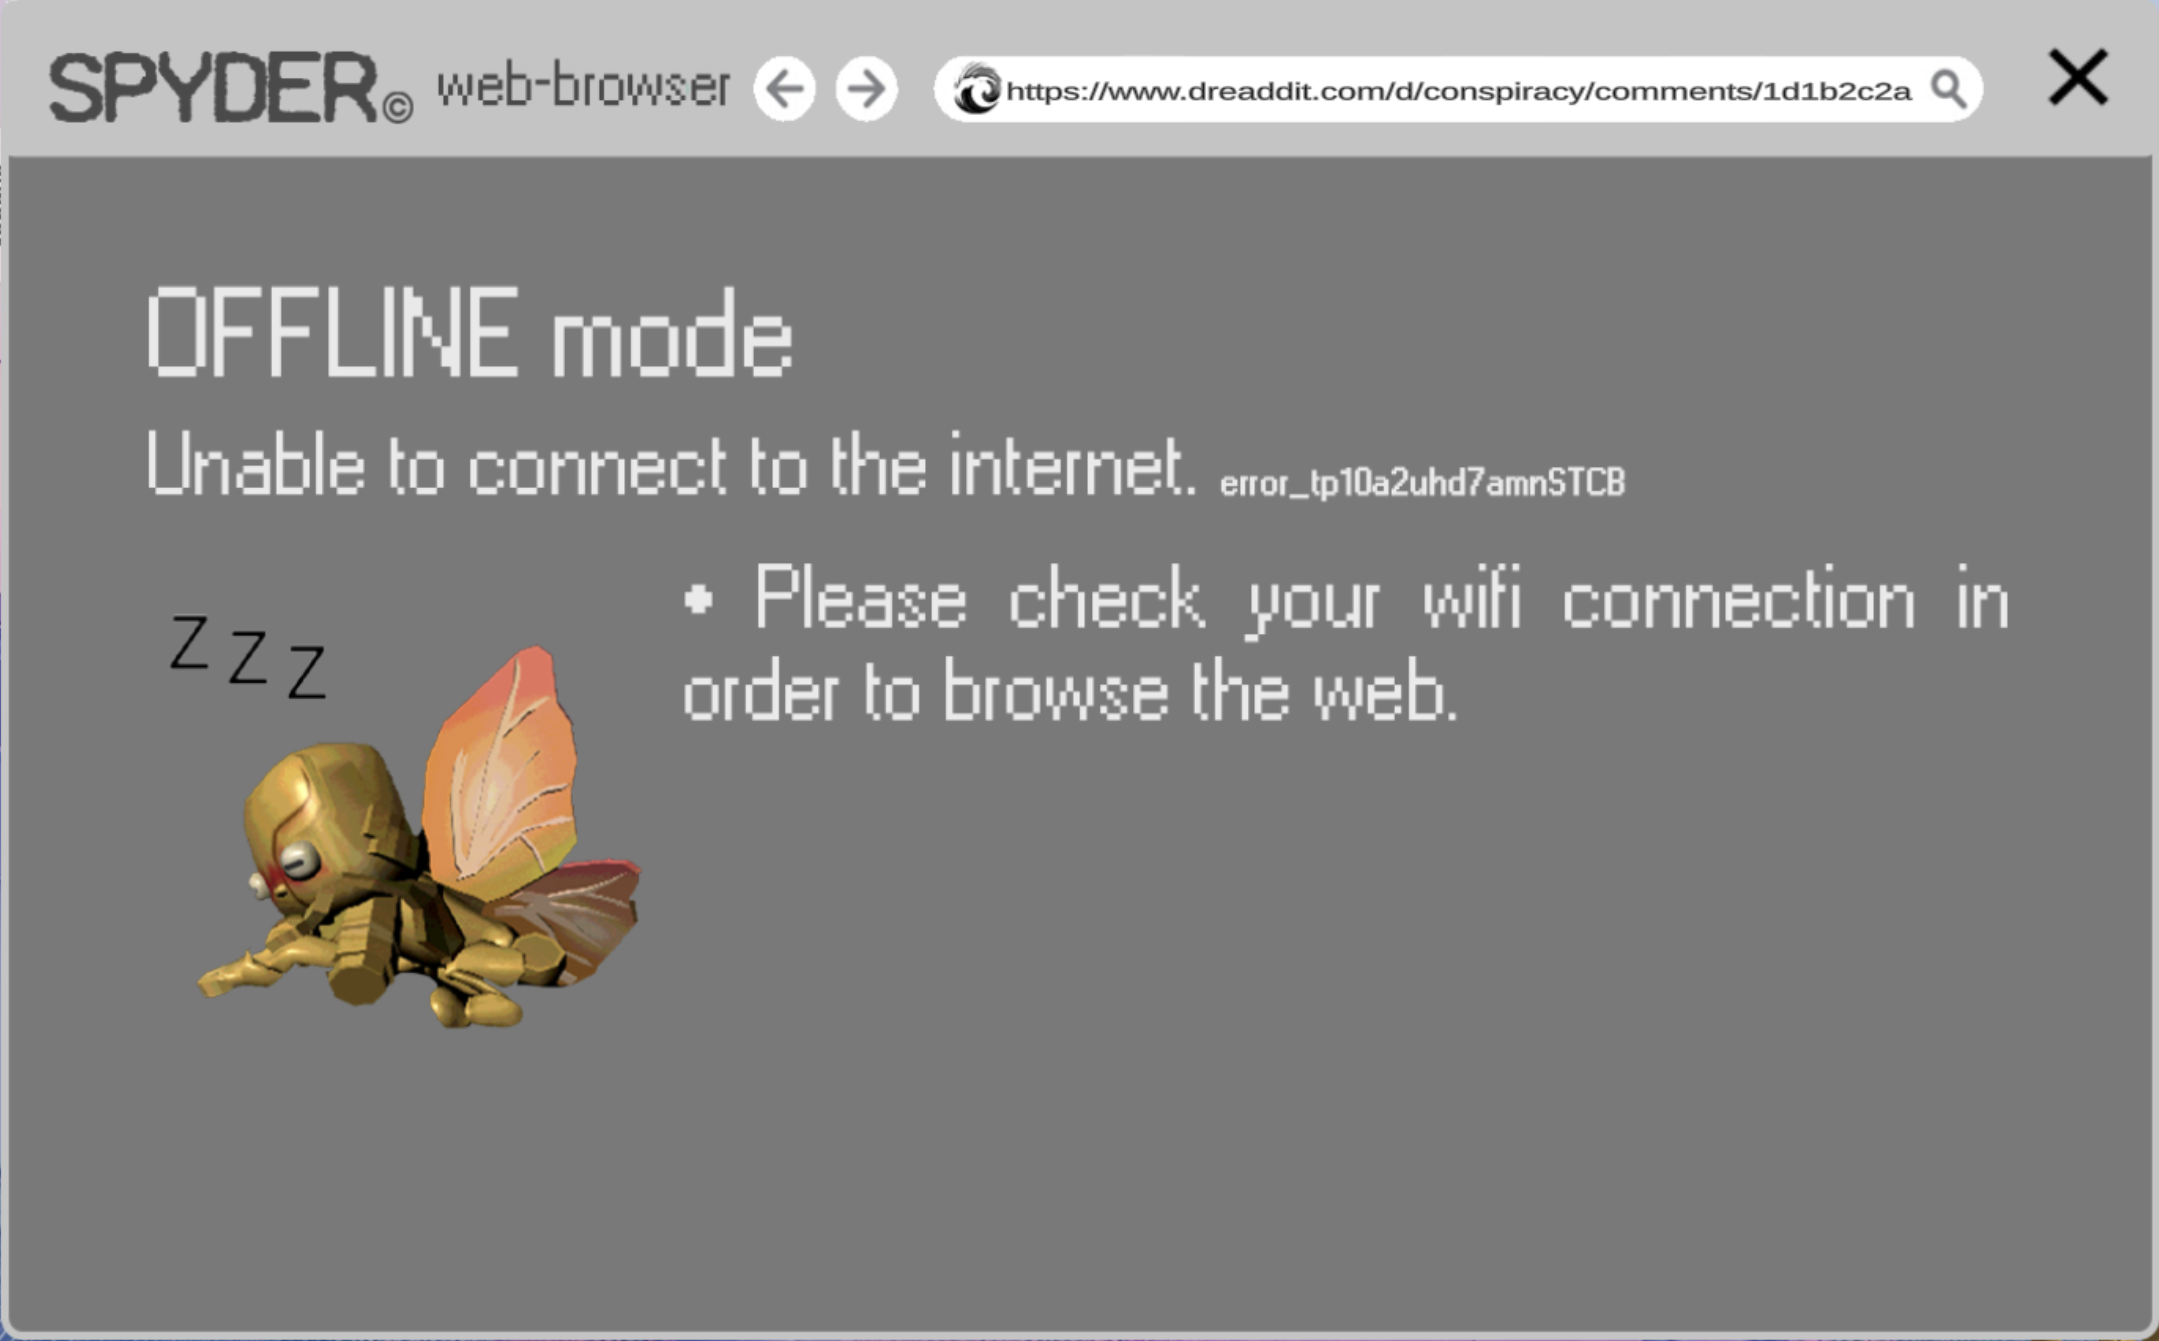 SPYDER© web-browser
https://www.dreaddit.com/d/conspiracy/comments/1d1b2c2a
OFFLINE mode
Unable to connect to the internet. error_tp10a2uhd7amnSTCB
• Please check your wifi connection in
order to browse the web.
Z Z Z